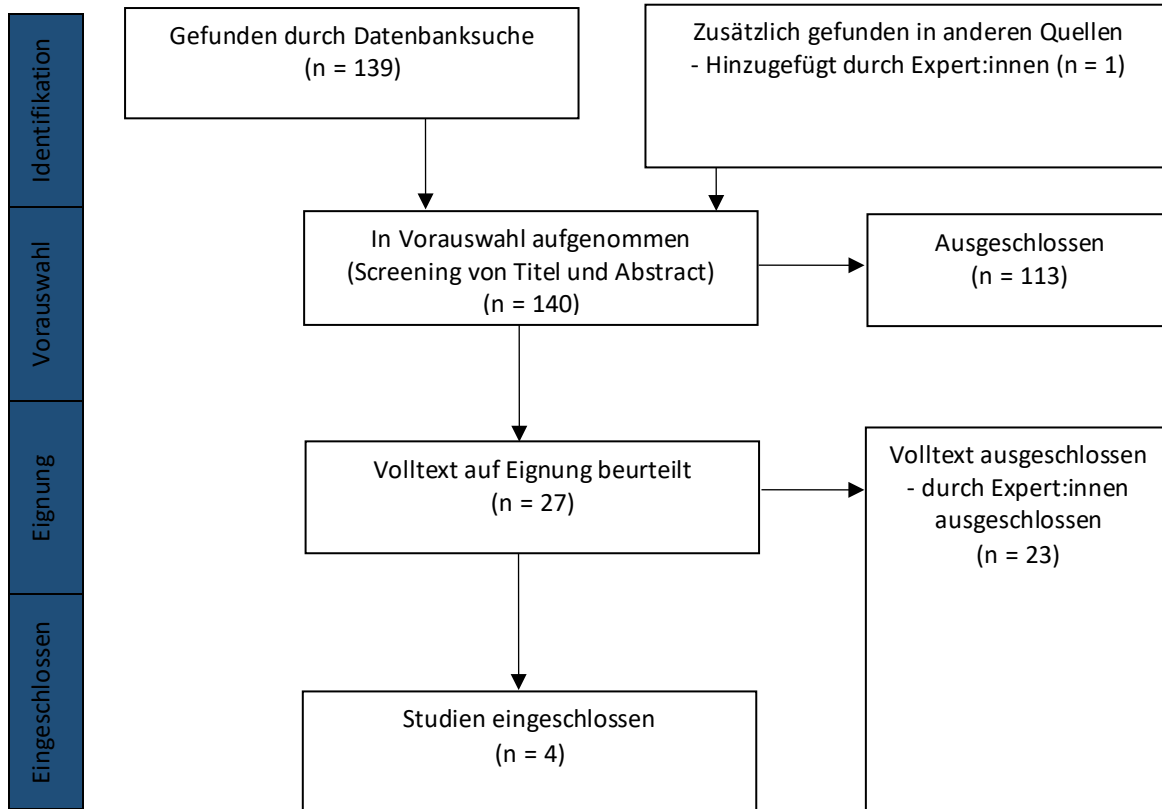 Identifikation
Gefunden durch Datenbanksuche
(n = 139)
Zusätzlich gefunden in anderen Quellen
- Hinzugefügt durch Expert:innen (n = 1)
Vorauswahl
In Vorauswahl aufgenommen
(Screening von Titel und Abstract)
(n = 140)
Ausgeschlossen
(n = 113)
Eignung
Volltext auf Eignung beurteilt
(n = 27)
Volltext ausgeschlossen
- durch Expert:innen
ausgeschlossen
(n = 23)
Eingeschlossen
Studien eingeschlossen
(n = 4)